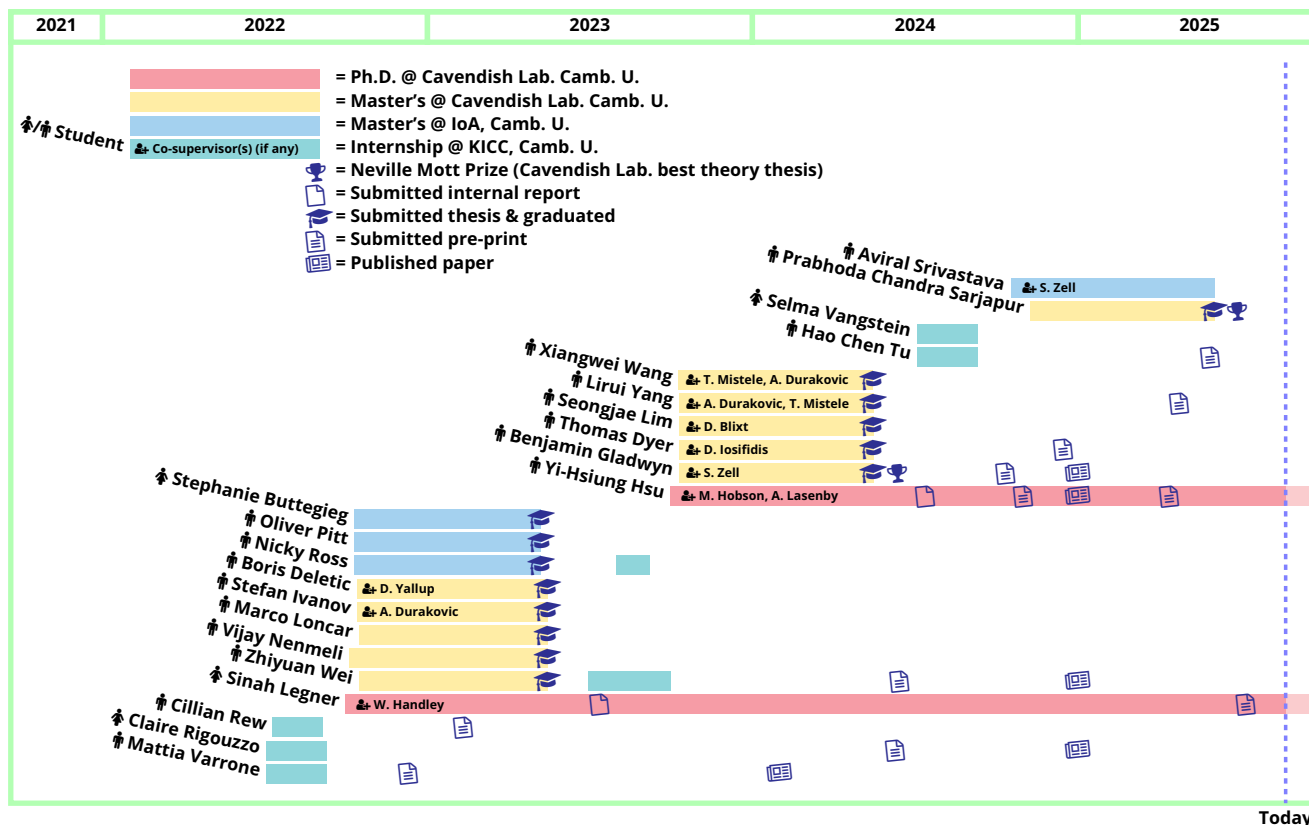 2021 2022 2023 2024 2025
= Ph.D. @ Cavendish Lab. Camb. U.
= Master’s @ Cavendish Lab. Camb. U.
= Master’s @ IoA, Camb. U.
/ Student Co-supervisor(s) (if any) = Internship @ KICC, Camb. U.
= Neville Mott Prize (Cavendish Lab. best theory thesis)
= Submitted internal report
= Submitted thesis & graduated
= Submitted pre-print
= Published paper
Aviral Srivastava S. Zell
Prabhoda Chandra Sarjapur
Selma Vangstein
Hao Chen Tu
Xiangwei Wang T. Mistele, A. Durakovic
Lirui Yang A. Durakovic, T. Mistele
Seongjae Lim D. Blixt
Thomas Dyer D. Iosifidis
Benjamin Gladwyn S. Zell
Yi-Hsiung Hsu M. Hobson, A. Lasenby
Stephanie Buttegieg
Oliver Pitt
Nicky Ross
Boris Deletic D. Yallup
Stefan Ivanov A. Durakovic
Marco Loncar
Vijay Nenmeli
Zhiyuan Wei
Sinah Legner W. Handley
Cillian Rew
Claire Rigouzzo
Mattia Varrone
Today